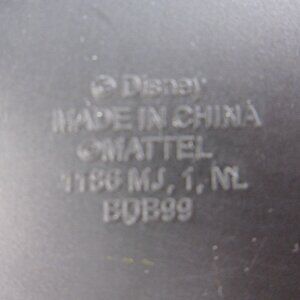 © Disney
MADE IN CHINA
©MATTEL
1186 MJ, 1, NL
BDB99